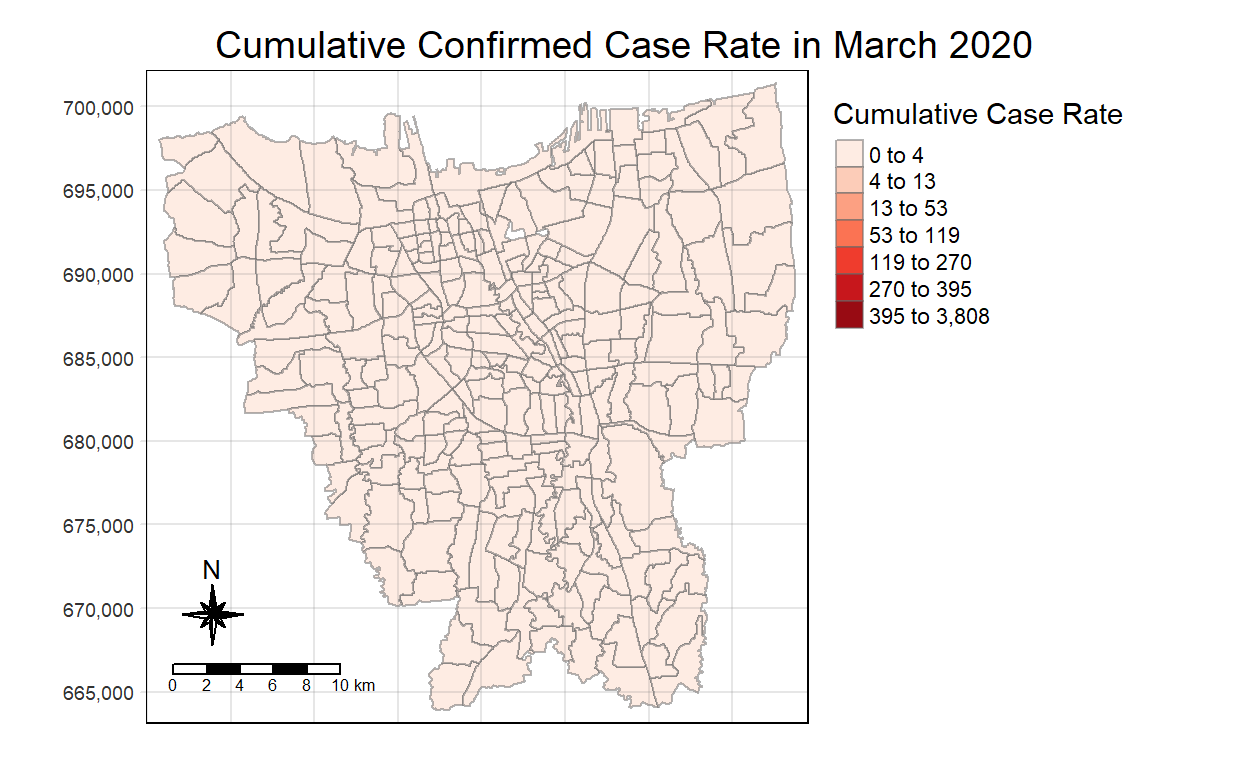 Cumulative Confirmed Case Rate in March 2020
Cumulative Case Rate
0 to 4
4 to 13
13 to 53
53 to 119
119 to 270
270 to 395
395 to 3,808
700,000
695,000
690,000
685,000
680,000
675,000
670,000
665,000
N
0 2 4 6 8 10 km